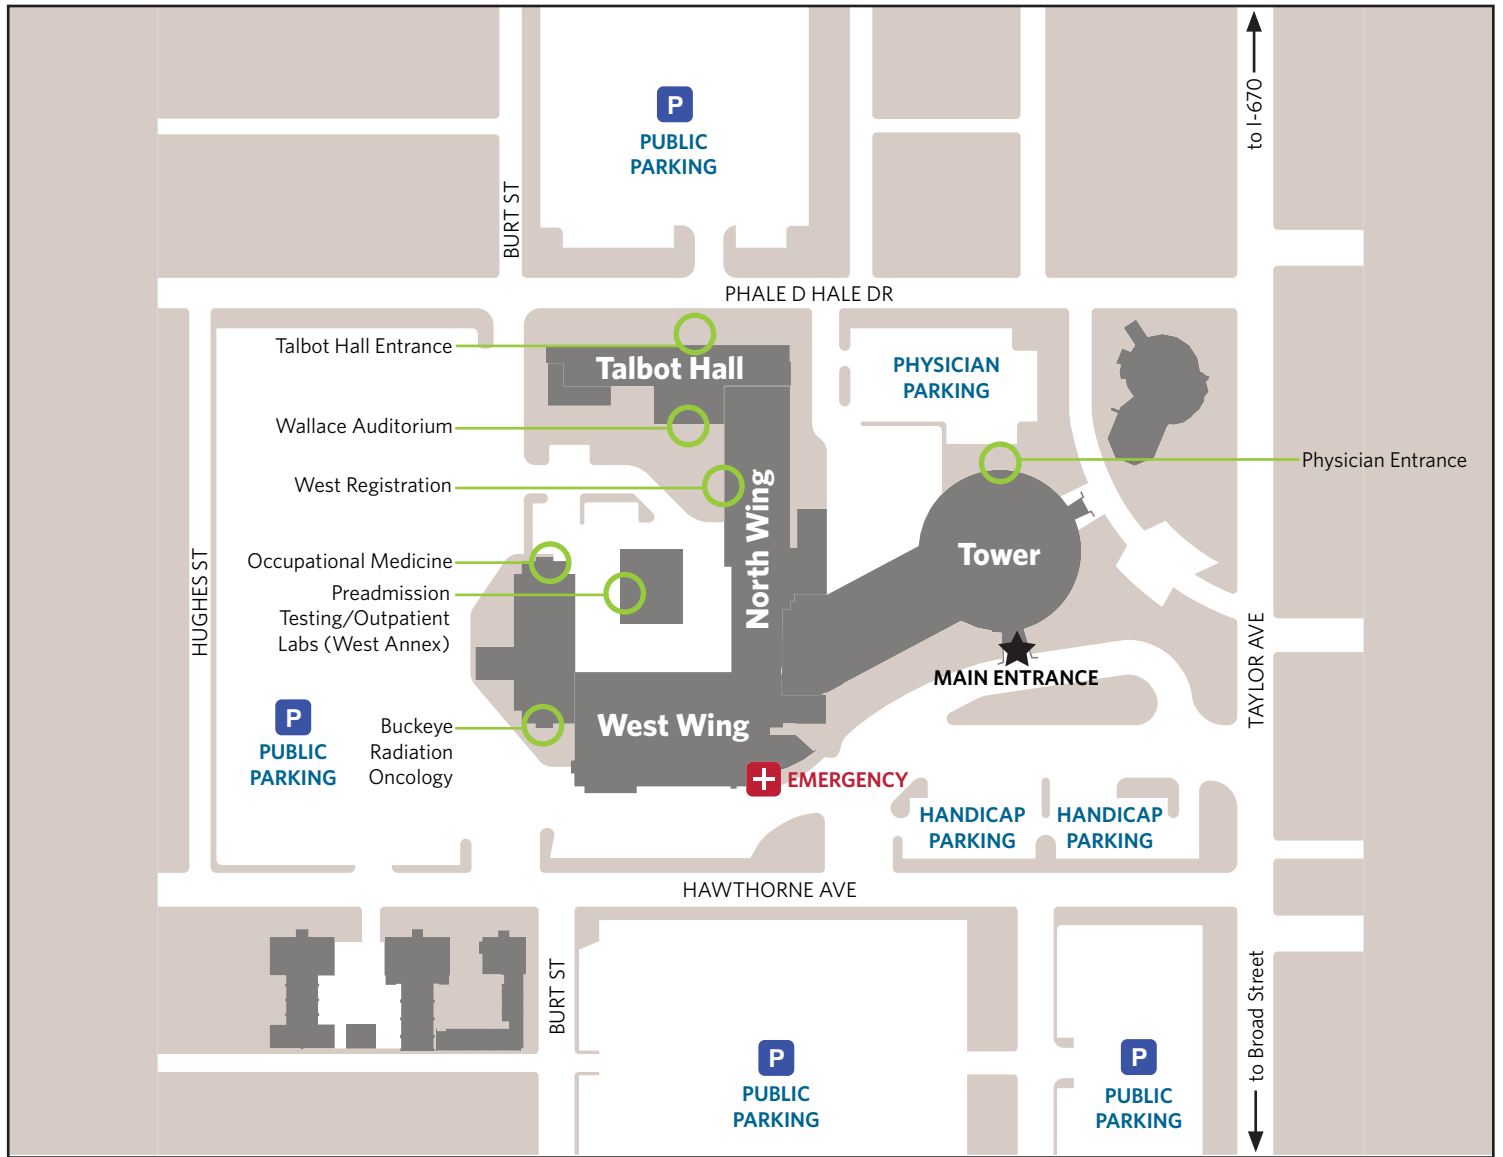 to I-670
P
PUBLIC
PARKING
BURT ST
PHALE D HALE DR
Talbot Hall Entrance
Talbot Hall
PHYSICIAN
PARKING
Wallace Auditorium
Physician Entrance
West Registration
North Wing
Tower
HUGHES ST
Occupational Medicine
Preadmission
Testing/Outpatient
Labs (West Annex)
TAYLOR AVE
MAIN ENTRANCE
P
PUBLIC
PARKING
Buckeye
Radiation
Oncology
West Wing
EMERGENCY
HANDICAP
PARKING
HANDICAP
PARKING
HAWTHORNE AVE
BURT ST
to Broad Street
P
PUBLIC
PARKING
P
PUBLIC
PARKING